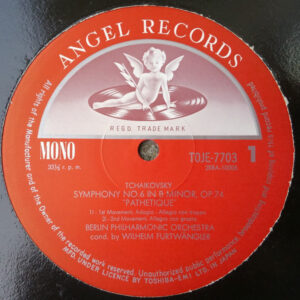 ANGEL RECORDS
REGD. TRADE MARK
MONO
33⅓ r. p. m.
TOJE-7703
1
TCHAIKOVSKY
SYMPHONY NO.6 IN B MINOR, OP.74
"PATHETIQUE"
1) - 1st Movement: Adagio - Allegro non troppo
2) - 2nd Movement: Allegro con grazia
BERLIN PHILHARMONIC ORCHESTRA
cond. by WILHELM FURTWÄNGLER
All rights of the Manufacturer and of the Owner of the Recorded Work reserved. Unauthorized public performance, broadcasting and copying of this record prohibited.
MFD. UNDER LICENCE BY TOSHIBA-EMI LTD. IN JAPAN